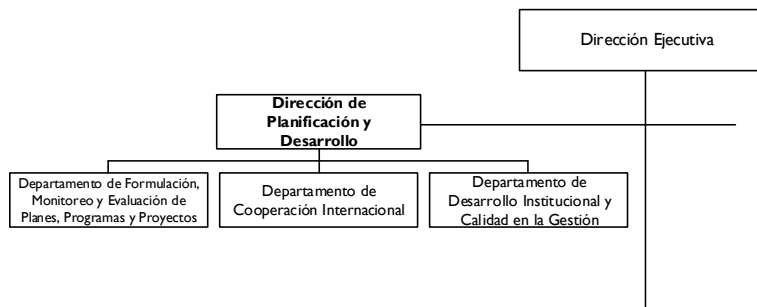 Dirección Ejecutiva
Dirección de
Planificación y
Desarrollo
Departamento de Formulación,
Monitoreo y Evaluación de
Planes, Programas y Proyectos
Departamento de
Cooperación Internacional
Departamento de
Desarrollo Institucional y
Calidad en la Gestión